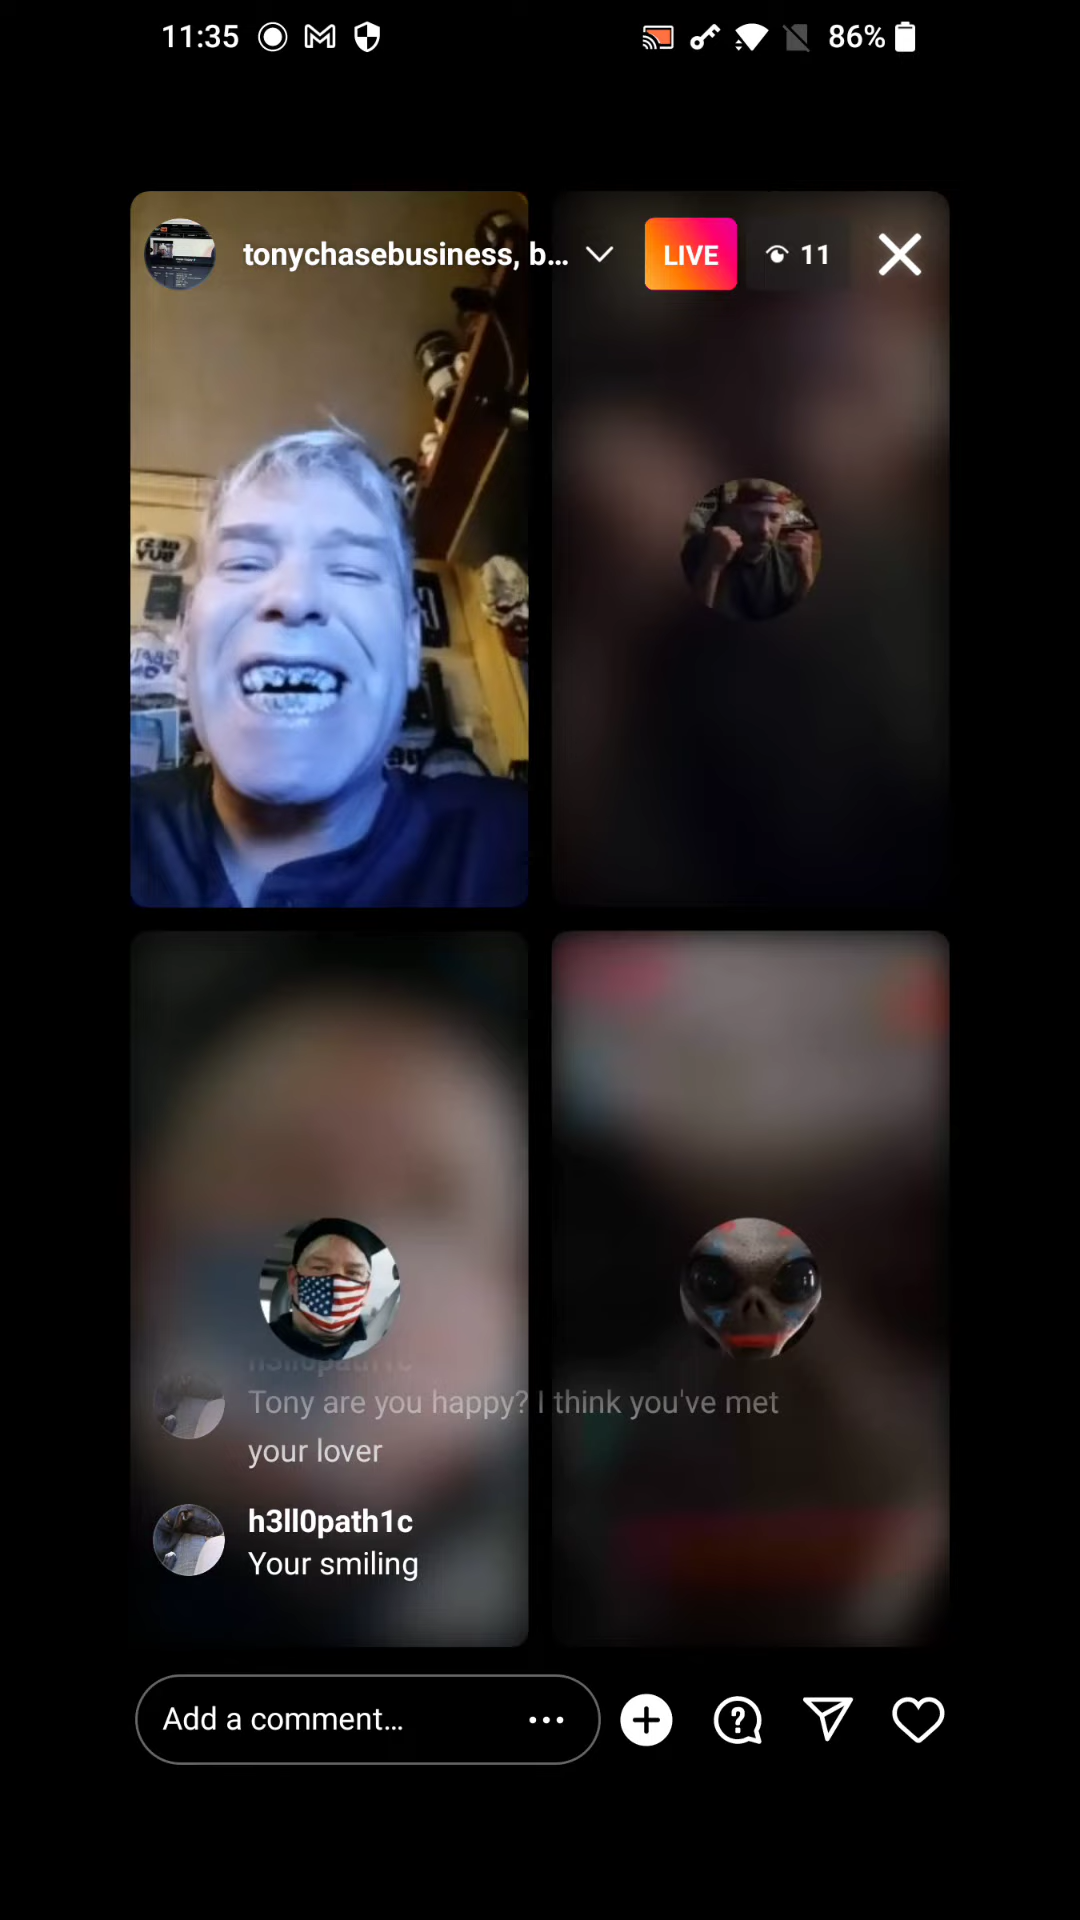 11:35
86%
tonychasebusiness, b...
LIVE
11
h3ll0path1c
Tony are you happy? I think you've met
your lover
h3ll0path1c
Your smiling
Add a comment...